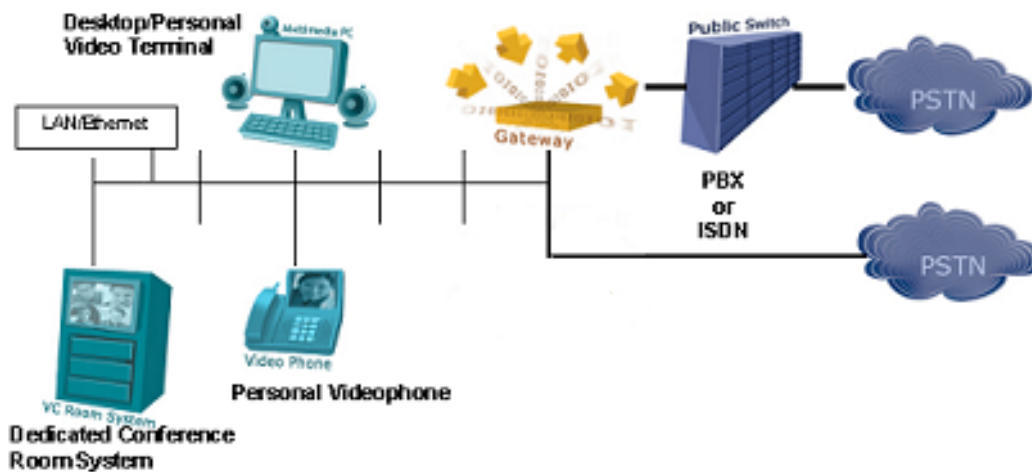 Desktop/Personal
Video Terminal
Multimedia PC
LAN/Ethernet
Gateway
Public Switch
PSTN
PBX
or
ISDN
PSTN
VC Room System
Dedicated Conference
Room System
Video Phone
Personal Videophone